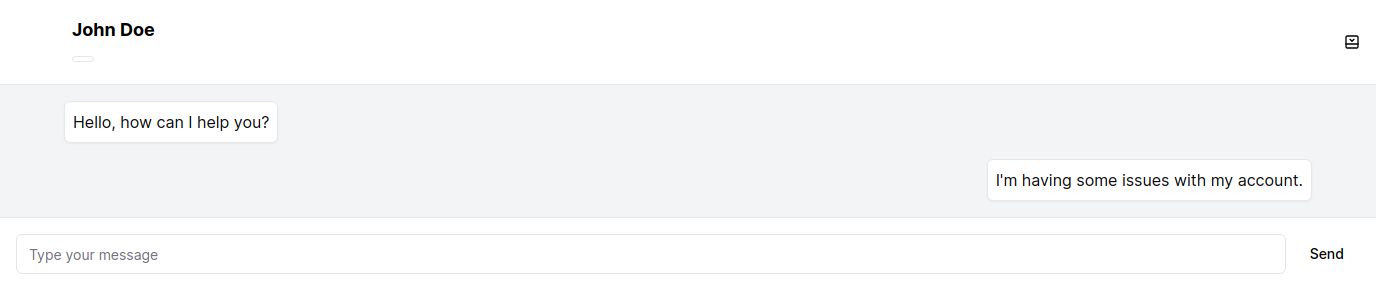 John Doe
Hello, how can I help you?
I'm having some issues with my account.
Type your message
Send